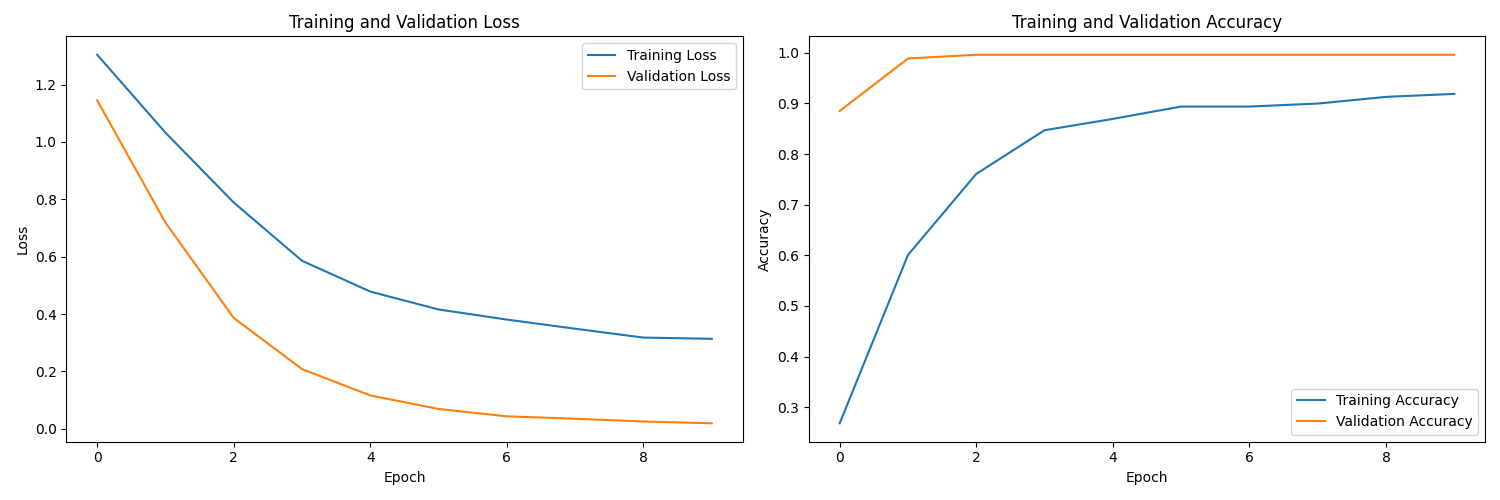 Training and Validation Loss
Training Loss
Validation Loss
1.2
1.0
0.8
0.6
0.4
0.2
0.0
Loss
0
2
4
6
8
Epoch
Training and Validation Accuracy
1.0
0.9
0.8
0.7
0.6
0.5
0.4
0.3
Accuracy
Training Accuracy
Validation Accuracy
0
2
4
6
8
Epoch